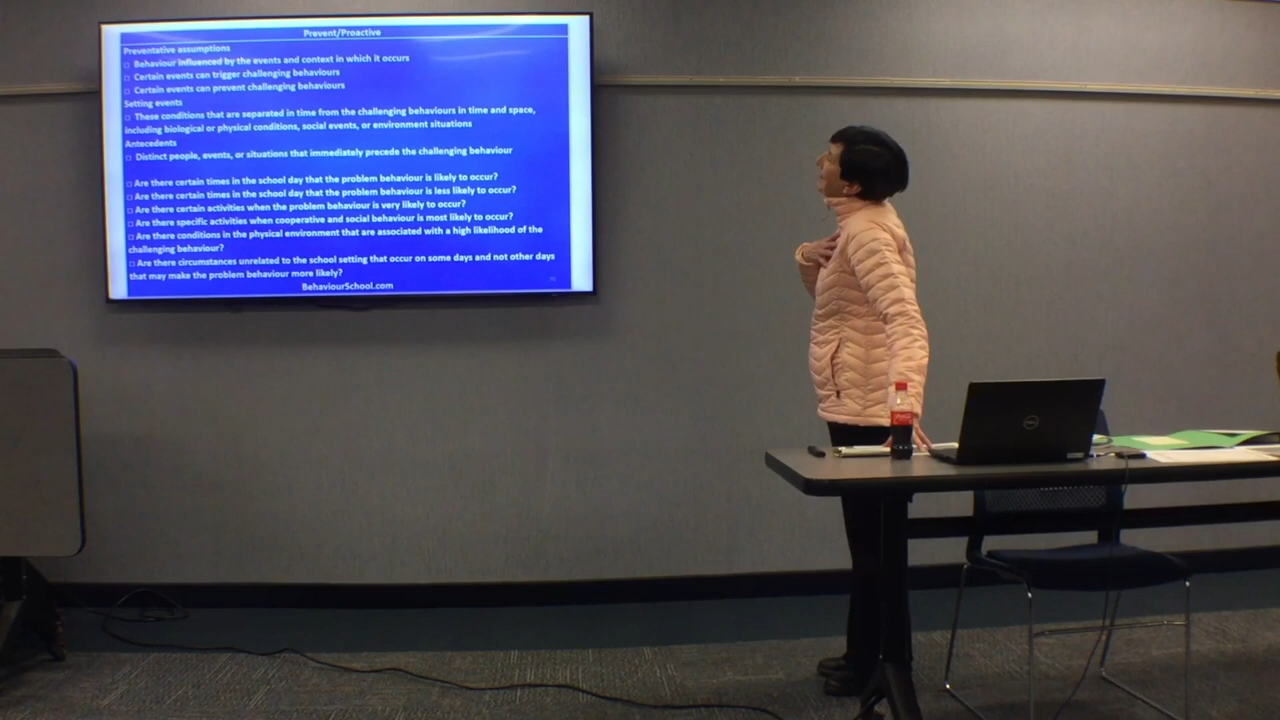 Prevent/Proactive
Preventative assumptions
□ Behaviour influenced by the events and context in which it occurs
□ Certain events can trigger challenging behaviours
□ Certain events can prevent challenging behaviours
Setting events
□ These conditions that are separated in time from the challenging behaviours in time and space,
including biological or physical conditions, social events, or environment situations
Antecedents
□ Distinct people, events, or situations that immediately precede the challenging behaviour
□ Are there certain times in the school day that the problem behaviour is likely to occur?
□ Are there certain times in the school day that the problem behaviour is less likely to occur?
□ Are there certain activities when the problem behaviour is very likely to occur?
□ Are there specific activities when cooperative and social behaviour is most likely to occur?
□ Are there conditions in the physical environment that are associated with a high likelihood of the
challenging behaviour?
□ Are there circumstances unrelated to the school setting that occur on some days and not other days
that may make the problem behaviour more likely?
BehaviourSchool.com
DELL